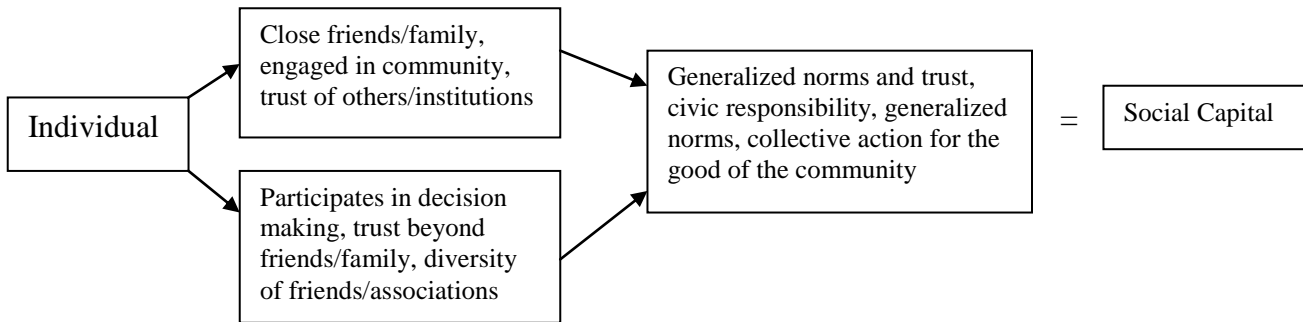 Individual
Close friends/family,
engaged in community,
trust of others/institutions
Participates in decision
making, trust beyond
friends/family, diversity
of friends/associations
Generalized norms and trust,
civic responsibility, generalized
norms, collective action for the
good of the community
=
Social Capital